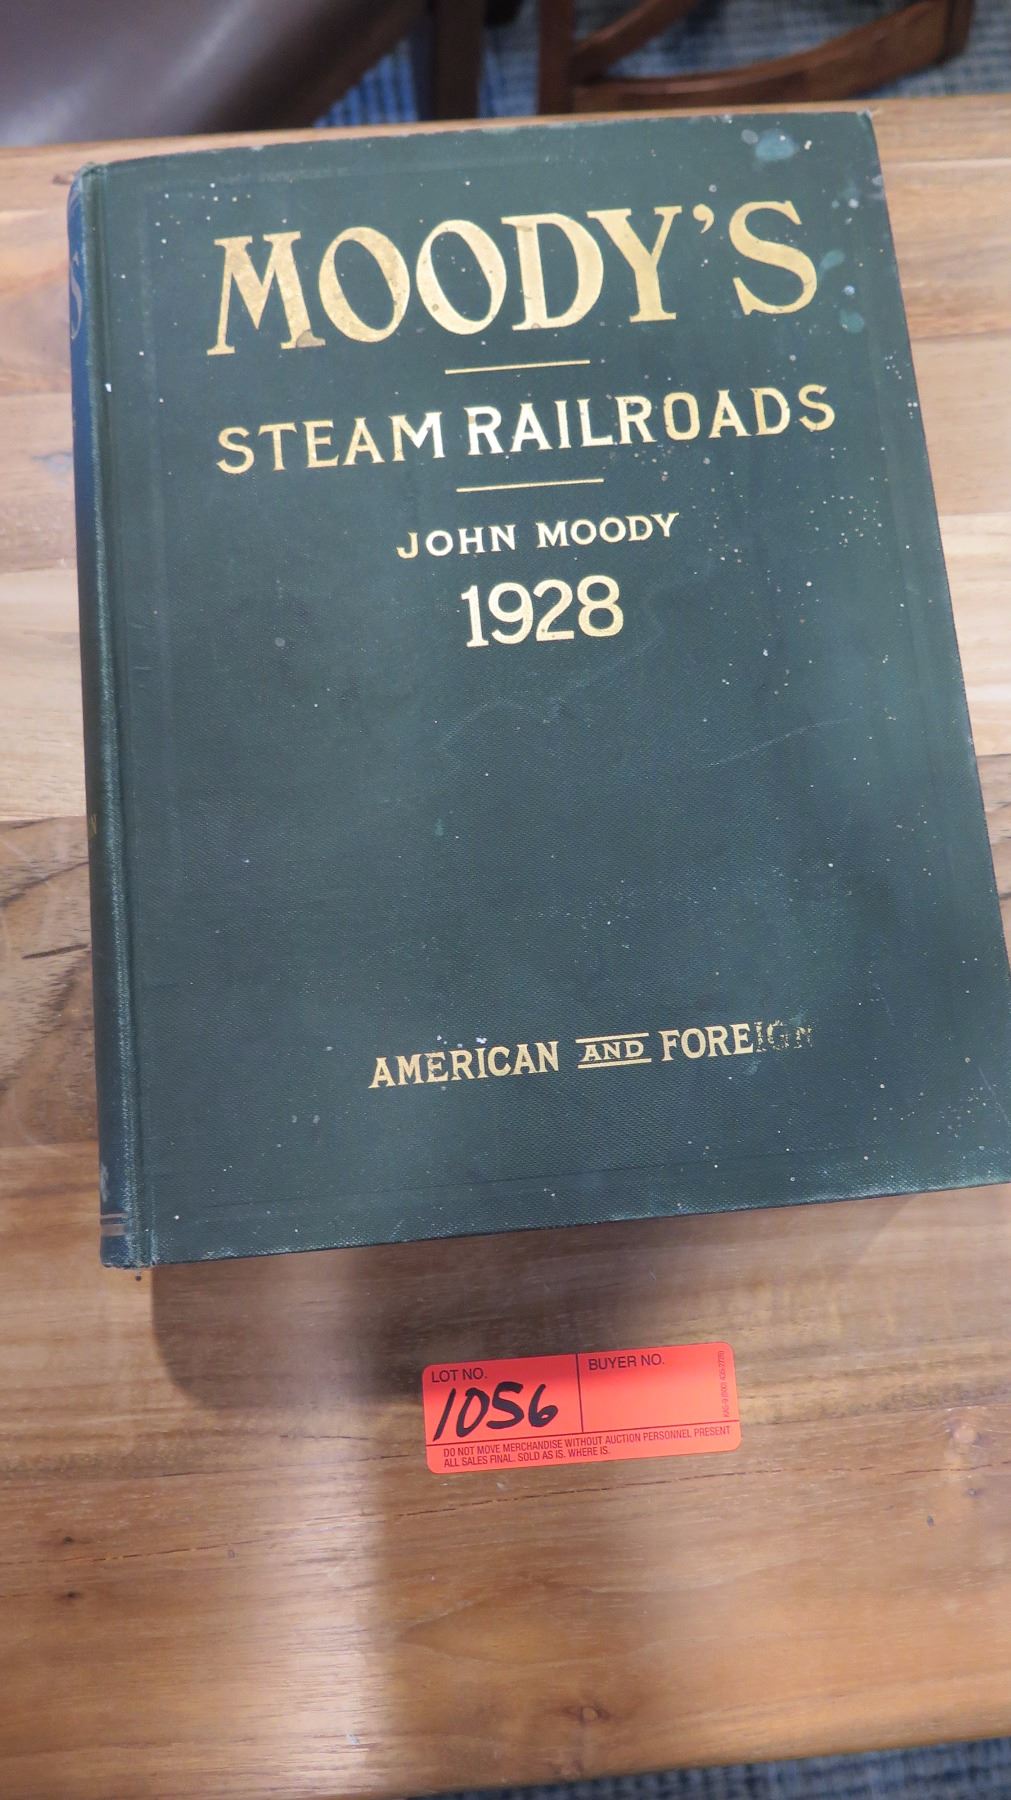 MOODY'S
STEAM RAILROADS
JOHN MOODY
1928
AMERICAN AND FOREIGN
LOT NO.
1056
BUYER NO.
DO NOT MOVE MERCHANDISE WITHOUT AUCTION PERSONNEL PRESENT
ALL SALES FINAL. SOLD AS IS. WHERE IS.